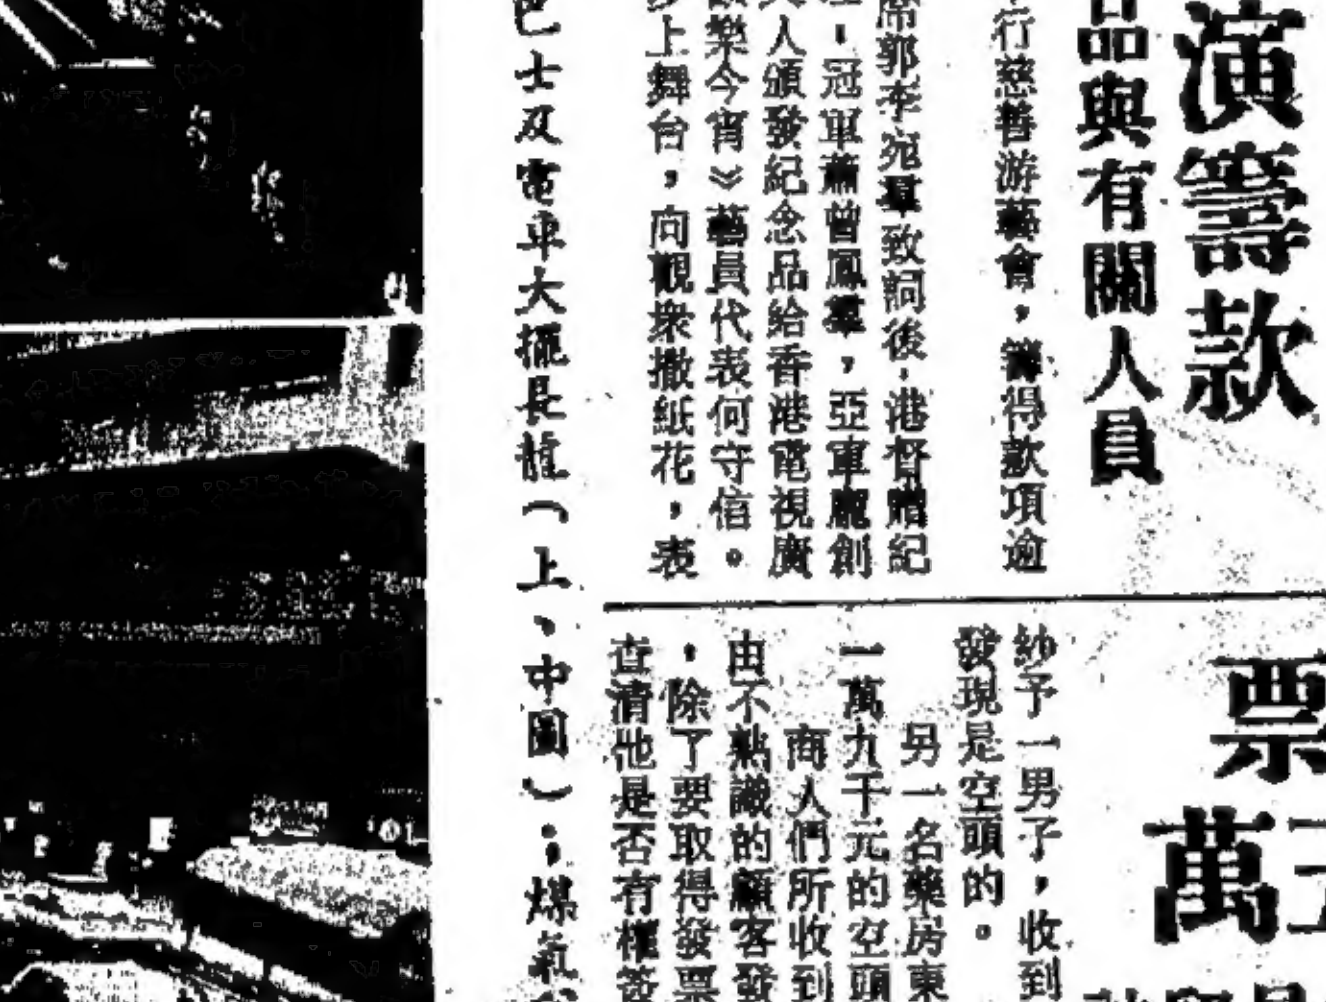 演籌款
品與有關人員
行慈善游藝會，籌得款項逾
席郭李宛羣致詞後，港督贈紀
，冠軍蕭曾鳳羣，亞軍龐創
人頒發紀念品給香港電視廣
樂今宵》藝員代表何守信。
上舞台，向觀衆撒紙花，表
巴士及電車大擺長龍（上、中圖）；煤氣
票
萬
紗予一男子，收到
發現是空頭的。
另一名藥房東
一萬九千元的空頭
商人們所收到
由不熟識的顧客發
，除了要取得發票
查清他是否有權簽